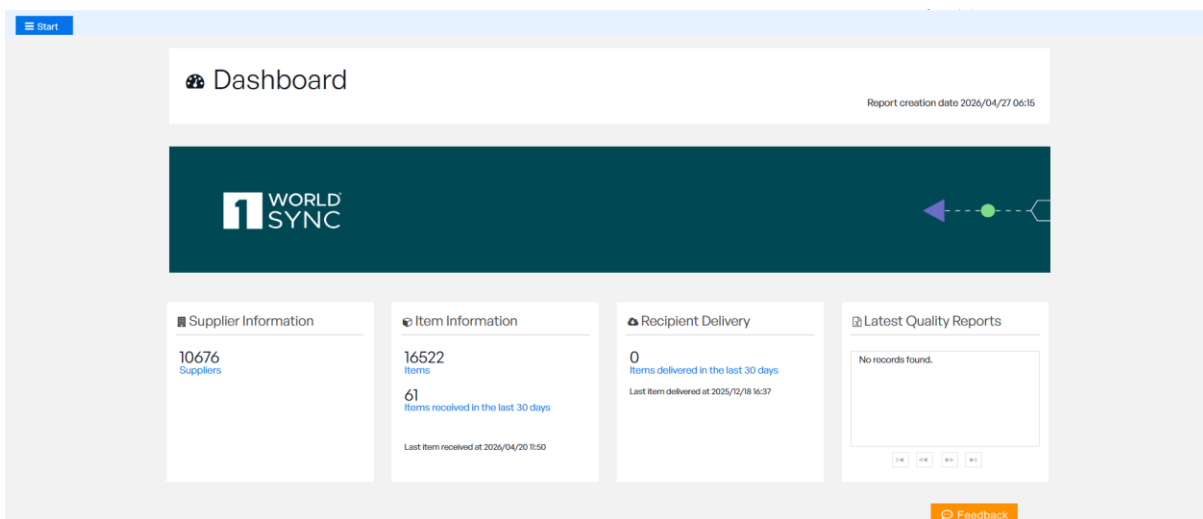 Start
Dashboard
Report creation date 2026/04/27 06:15
1 WORLD
SYNC
Supplier Information
10676
Suppliers
Item Information
16522
Items
61
Items received in the last 30 days
Last item received at 2026/04/20 11:50
Recipient Delivery
0
Items delivered in the last 30 days
Last item delivered at 2025/12/18 16:37
Latest Quality Reports
No records found.
Feedback